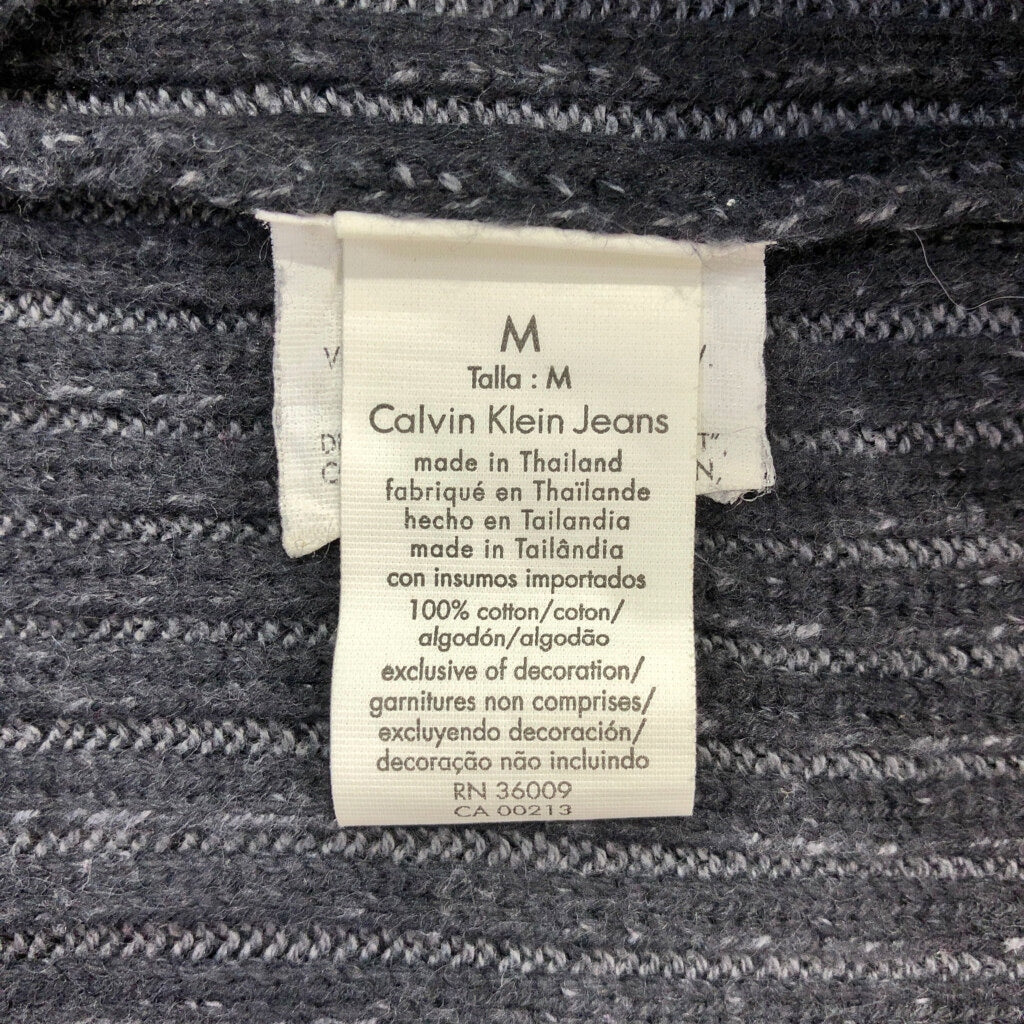 M
Talla : M
Calvin Klein Jeans
made in Thailand
fabriqué en Thaïlande
hecho en Tailandia
made in Tailândia
con insumos importados
100% cotton/coton/
algodón/algodão
exclusive of decoration/
garnitures non comprises/
excluyendo decoración/
decoração não incluindo
RN 36009
CA 00213